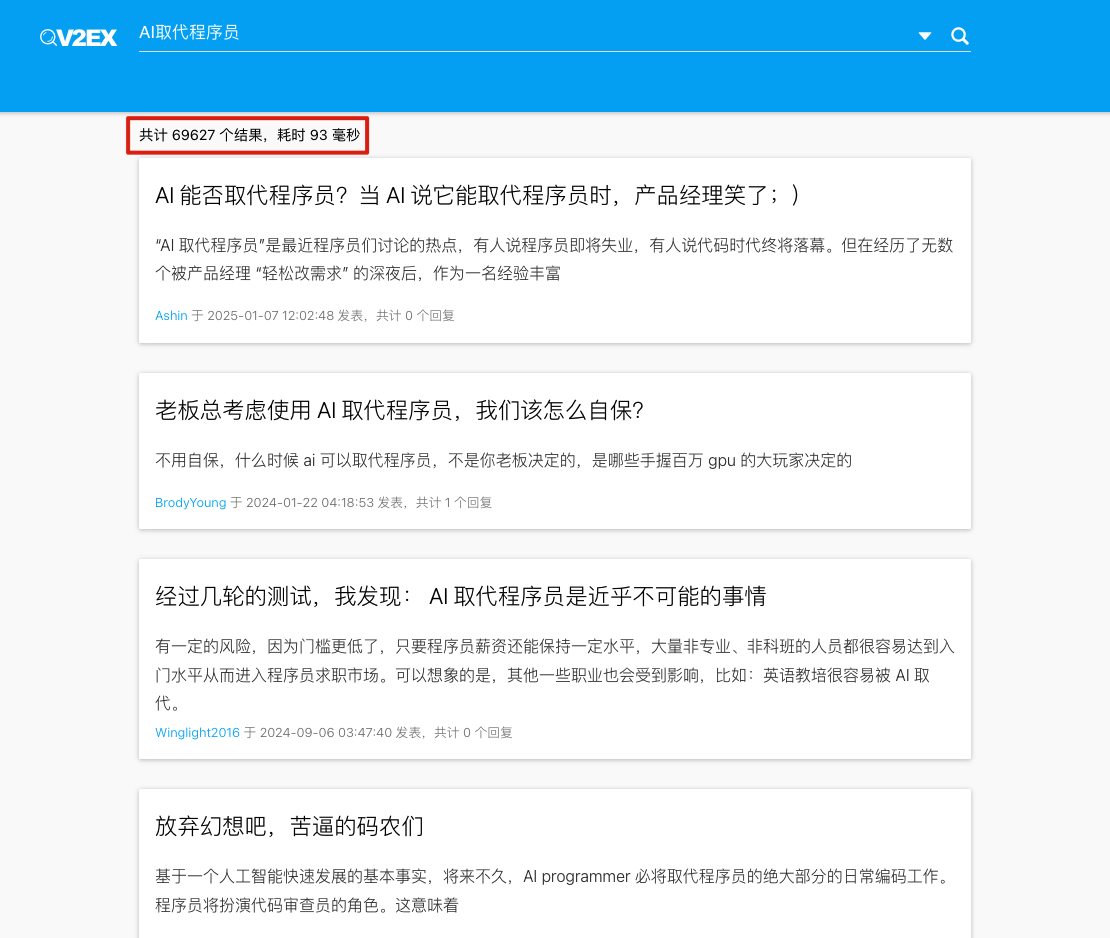 V2EX
AI取代程序员
共计 69627 个结果，耗时 93 毫秒
AI 能否取代程序员？当 AI 说它能取代程序员时，产品经理笑了；）
“AI 取代程序员”是最近程序员们讨论的热点，有人说程序员即将失业，有人说代码时代终将落幕。但在经历了无数
个被产品经理 “轻松改需求” 的深夜后，作为一名经验丰富
Ashin 于 2025-01-07 12:02:48 发表，共计 0 个回复
老板总考虑使用 AI 取代程序员，我们该怎么自保?
不用自保，什么时候 ai 可以取代程序员，不是你老板决定的，是哪些手握百万 gpu 的大玩家决定的
BrodyYoung 于 2024-01-22 04:18:53 发表，共计 1 个回复
经过几轮的测试，我发现： AI 取代程序员是近乎不可能的事情
有一定的风险，因为门槛更低了，只要程序员薪资还能保持一定水平，大量非专业、非科班的人员都很容易达到入
门水平从而进入程序员求职市场。可以想象的是，其他一些职业也会受到影响，比如：英语教培很容易被 AI 取
代。
Winglight2016 于 2024-09-06 03:47:40 发表，共计 0 个回复
放弃幻想吧，苦逼的码农们
基于一个人工智能快速发展的基本事实，将来不久，AI programmer 必将取代程序员的绝大部分的日常编码工作。
程序员将扮演代码审查员的角色。这意味着